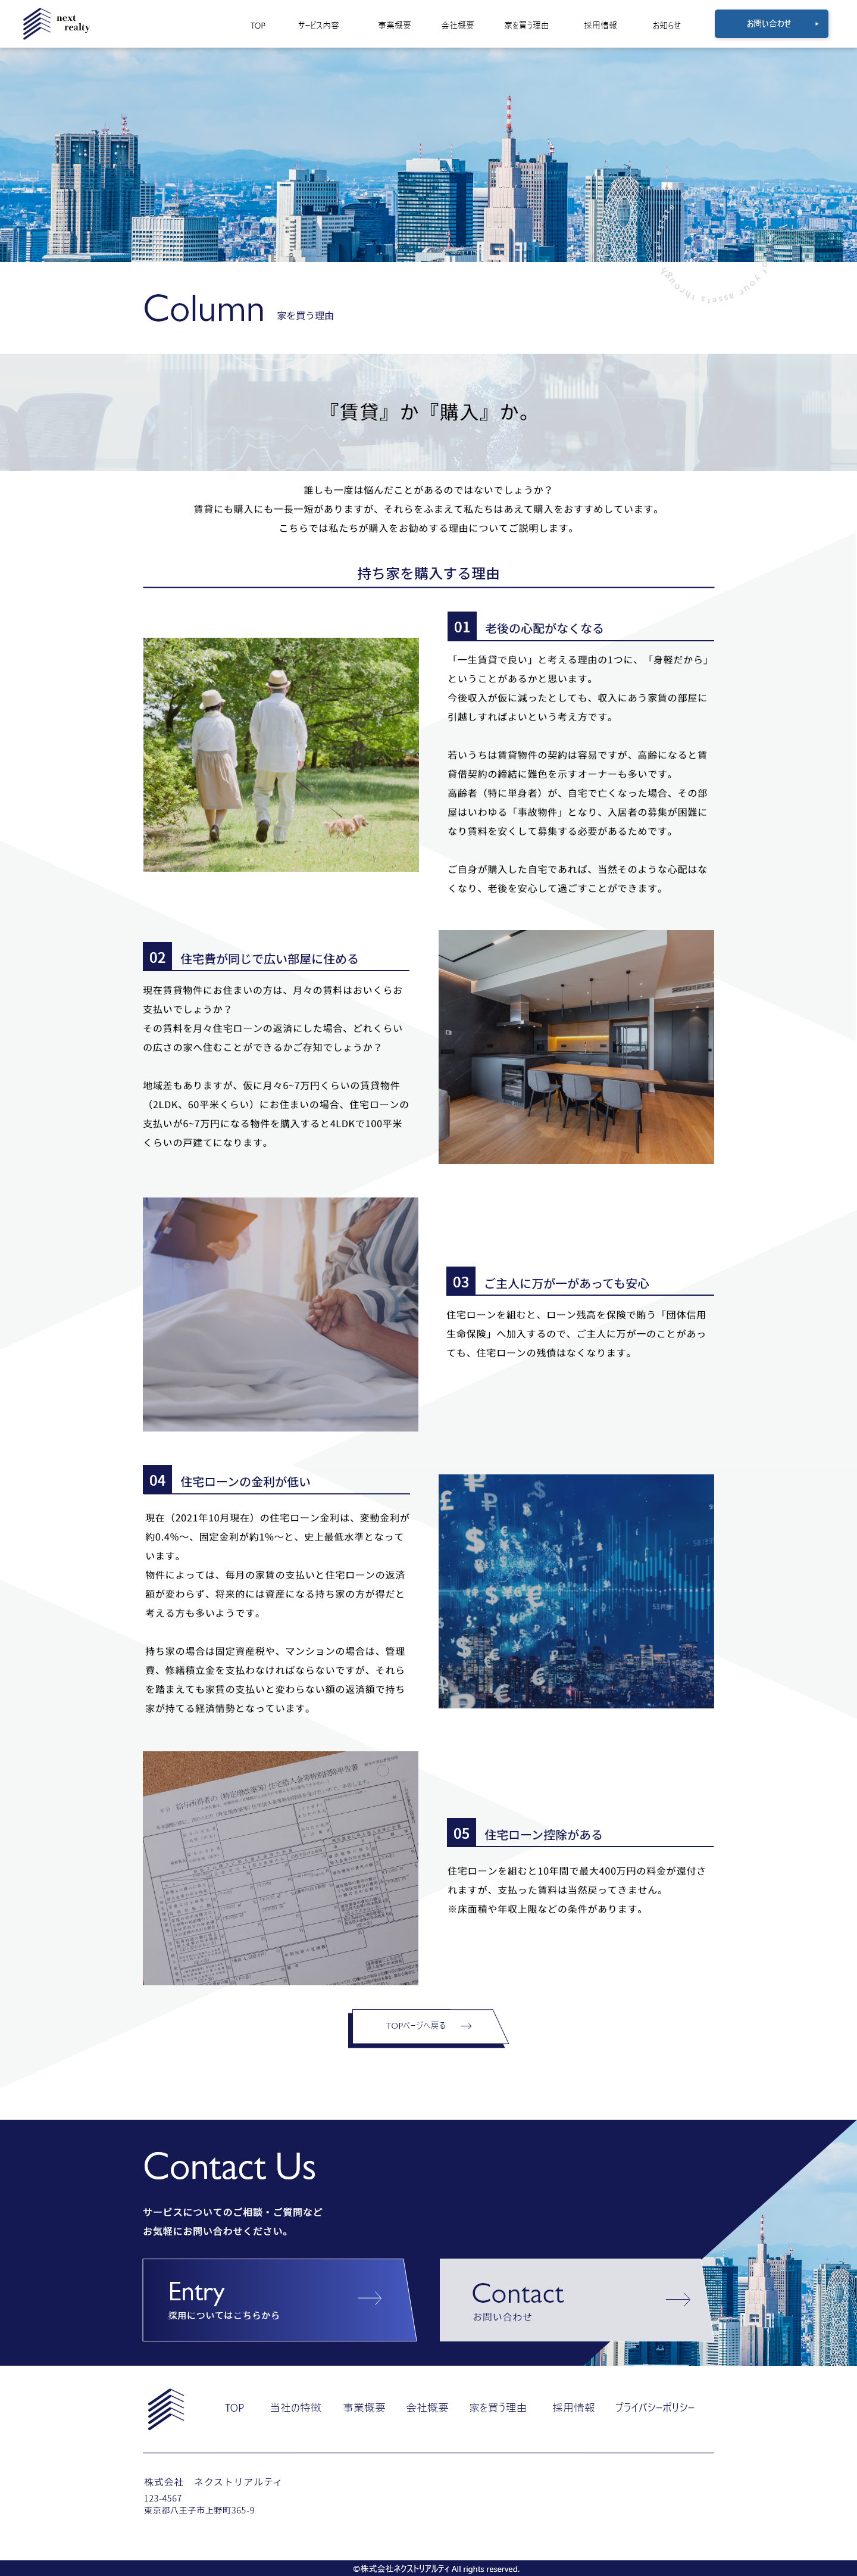 next
realty
TOP
サービス内容
事業概要
会社概要
家を買う理由
採用情報
お知らせ
お問い合わせ
your assets through
Column
家を買う理由
『賃貸』か『購入』か。
誰しも一度は悩んだことがあるのではないでしょうか？
賃貸にも購入にも一長一短がありますが、それらをふまえて私たちはあえて購入をおすすめしています。
こちらでは私たちが購入をお勧めする理由についてご説明します。
持ち家を購入する理由
01 老後の心配がなくなる
「一生賃貸で良い」と考える理由の1つに、「身軽だから」
ということがあるかと思います。
今後収入が仮に減ったとしても、収入にあう家賃の部屋に
引越しすればよいという考え方です。
若いうちは賃貸物件の契約は容易ですが、高齢になると賃
貸借契約の締結に難色を示すオーナーも多いです。
高齢者（特に単身者）が、自宅で亡くなった場合、その部
屋はいわゆる「事故物件」となり、入居者の募集が困難に
なり賃料を安くして募集する必要があるためです。
ご自身が購入した自宅であれば、当然そのような心配はな
くなり、老後を安心して過ごすことができます。
02 住宅費が同じで広い部屋に住める
現在賃貸物件にお住まいの方は、月々の賃料はおいくらお
支払いでしょうか？
その賃料を月々住宅ローンの返済にした場合、どれくらい
の広さの家へ住むことができるかご存知でしょうか？
地域差もありますが、仮に月々6~7万円くらいの賃貸物件
（2LDK、60平米くらい）にお住まいの場合、住宅ローンの
支払いが6~7万円になる物件を購入すると4LDKで100平米
くらいの戸建てになります。
03 ご主人に万が一があっても安心
住宅ローンを組むと、ローン残高を保険で賄う「団体信用
生命保険」へ加入するので、ご主人に万が一のことがあっ
ても、住宅ローンの残債はなくなります。
04 住宅ローンの金利が低い
現在（2021年10月現在）の住宅ローン金利は、変動金利が
約0.4%〜、固定金利が約1%〜と、史上最低水準となって
います。
物件によっては、毎月の家賃の支払いと住宅ローンの返済
額が変わらず、将来的には資産になる持ち家の方が得だと
考える方も多いようです。
持ち家の場合は固定資産税や、マンションの場合は、管理
費、修繕積立金を支払わなければならないですが、それら
を踏まえても家賃の支払いと変わらない額の返済額で持ち
家が持てる経済情勢となっています。
05 住宅ローン控除がある
住宅ローンを組むと10年間で最大400万円の料金が還付さ
れますが、支払った賃料は当然戻ってきません。
※床面積や年収上限などの条件があります。
TOPページへ戻る
Contact Us
サービスについてのご相談・ご質問など
お気軽にお問い合わせください。
Entry
採用についてはこちらから
Contact
お問い合わせ
TOP
当社の特徴
事業概要
会社概要
家を買う理由
採用情報
プライバシーポリシー
株式会社　ネクストリアルティ
123-4567
東京都八王子市上野町365-9
©株式会社ネクストリアルティ All rights reserved.